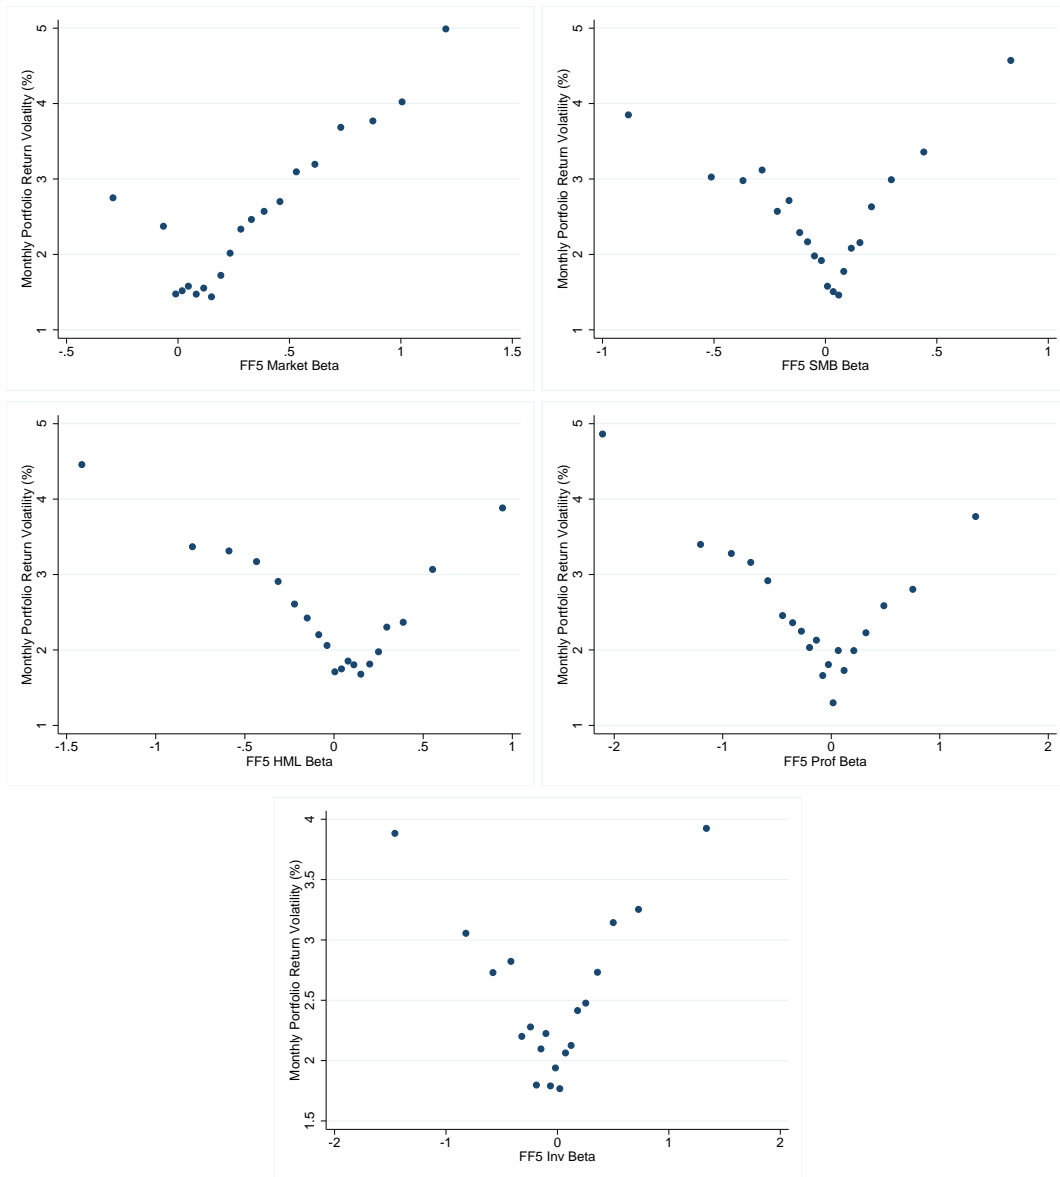 Monthly Portfolio Return Volatility (%)
5
4
3
2
1
-.5 0 .5 1 1.5
FF5 Market Beta
Monthly Portfolio Return Volatility (%)
5
4
3
2
1
-1 -.5 0 .5 1
FF5 SMB Beta
Monthly Portfolio Return Volatility (%)
5
4
3
2
1
-1.5 -1 -.5 0 .5 1
FF5 HML Beta
Monthly Portfolio Return Volatility (%)
5
4
3
2
1
-2 -1 0 1 2
FF5 Prof Beta
Monthly Portfolio Return Volatility (%)
4
3.5
3
2.5
2
1.5
-2 -1 0 1 2
FF5 Inv Beta